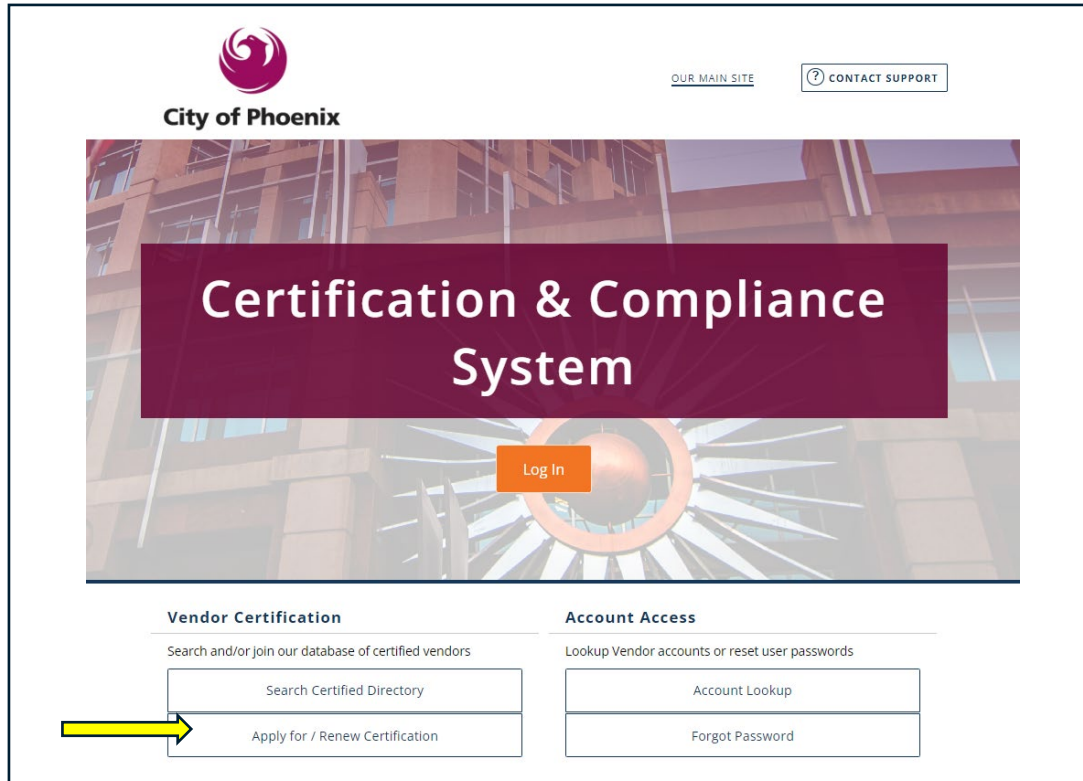 City of Phoenix
OUR MAIN SITE
? CONTACT SUPPORT
Certification & Compliance
System
Log In
Vendor Certification
Search and/or join our database of certified vendors
Search Certified Directory
Apply for / Renew Certification
Account Access
Lookup Vendor accounts or reset user passwords
Account Lookup
Forgot Password